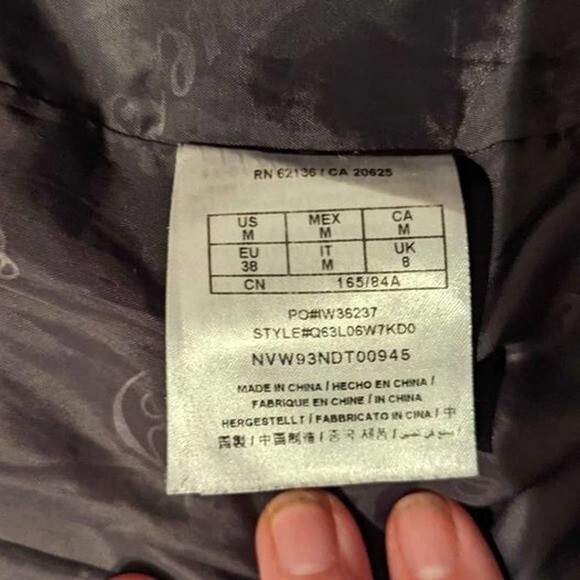 RN 62136 / CA 20625
US MEX CA
M M M
EU IT UK
38 M 8
CN 165/84A
PO#IW36237
STYLE#Q63L06W7KD0
NVW93NDT00945
MADE IN CHINA / HECHO EN CHINA /
FABRIQUE EN CHINE / IN CHINA
HERGESTELLT / FABBRICATO IN CINA / 中
国製 / 中國制造 / 중국 제품 /